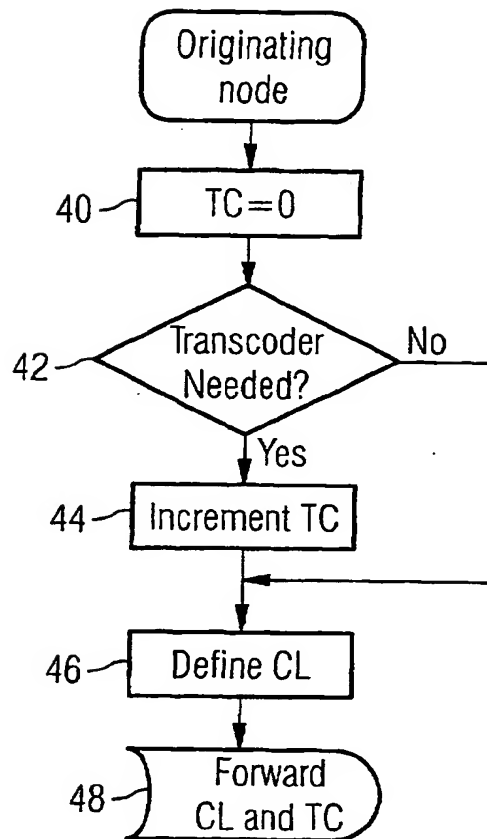 Originating
node
40
TC=0
42
Transcoder
Needed?
No
Yes
44
Increment TC
46
Define CL
48
Forward
CL and TC